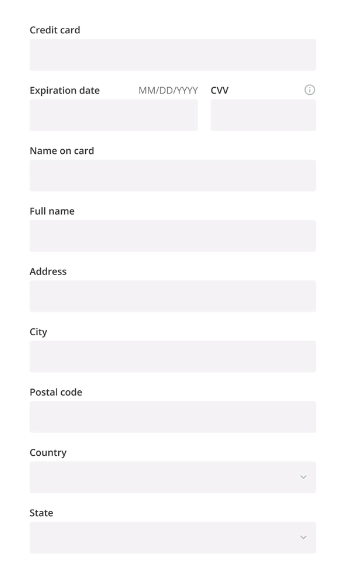 Credit card
Expiration date MM/DD/YYYY CVV
Name on card
Full name
Address
City
Postal code
Country
State